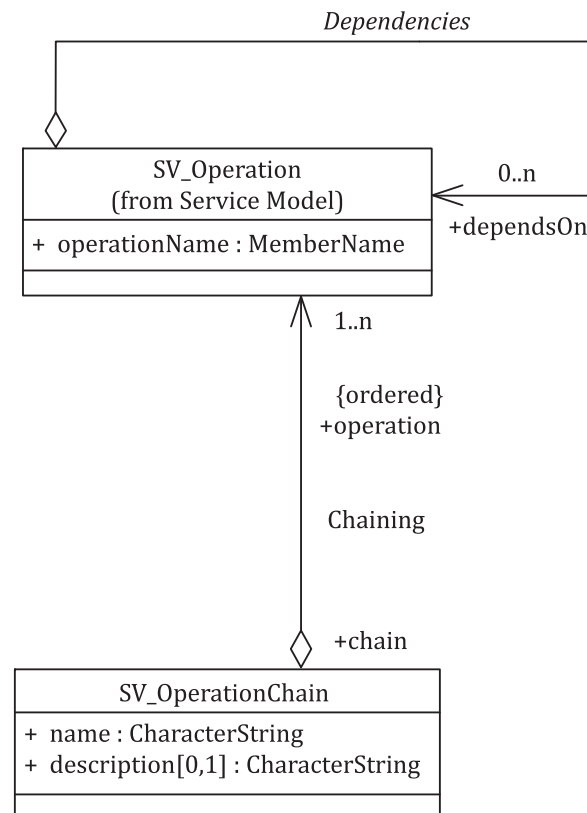 Dependencies
SV_Operation
(from Service Model)
+ operationName : MemberName
0..n
+dependsOn
1..n
{ordered}
+operation
Chaining
+chain
SV_OperationChain
+ name : CharacterString
+ description[0,1] : CharacterString